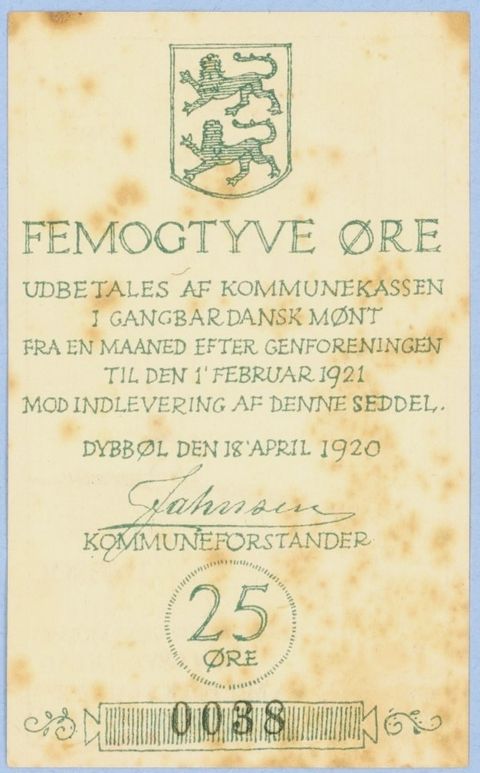 FEMOGTYVE ØRE
UDBETALES AF KOMMUNEKASSEN
I GANGBAR DANSK MØNT
FRA EN MAANED EFTER GENFORENINGEN
TIL DEN 1' FEBRUAR 1921
MOD INDLEVERING AF DENNE SEDDEL.
DYBBØL DEN 18' APRIL 1920
Jahnsen
KOMMUNEFORSTANDER
25
ØRE
0038